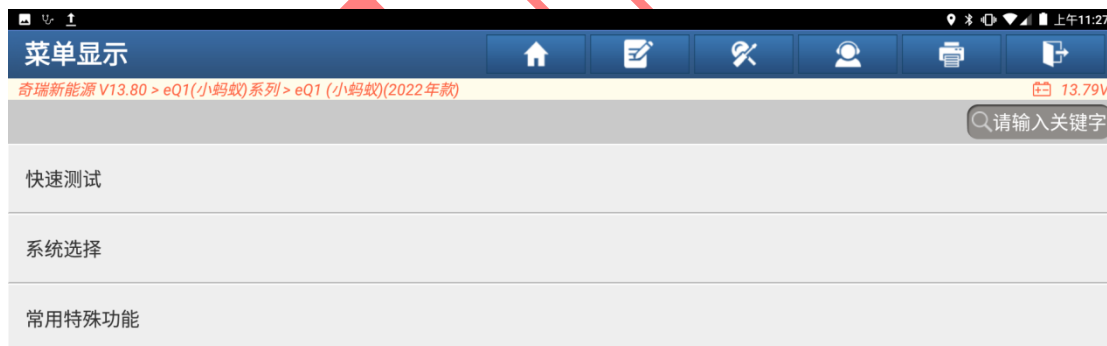 上午11:27
菜单显示
奇瑞新能源 V13.80 > eQ1(小蚂蚁)系列 > eQ1 (小蚂蚁)(2022年款)
13.79V
请输入关键字
快速测试
系统选择
常用特殊功能